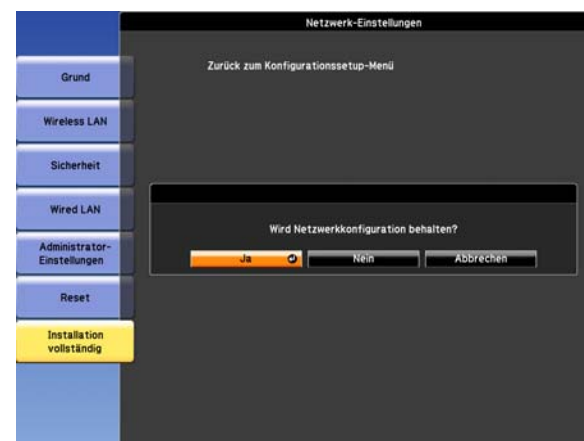 Netzwerk-Einstellungen
Zurück zum Konfigurationssetup-Menü
Grund
Wireless LAN
Sicherheit
Wired LAN
Administrator-
Einstellungen
Reset
Installation
vollständig
Wird Netzwerkkonfiguration behalten?
Ja Nein Abbrechen